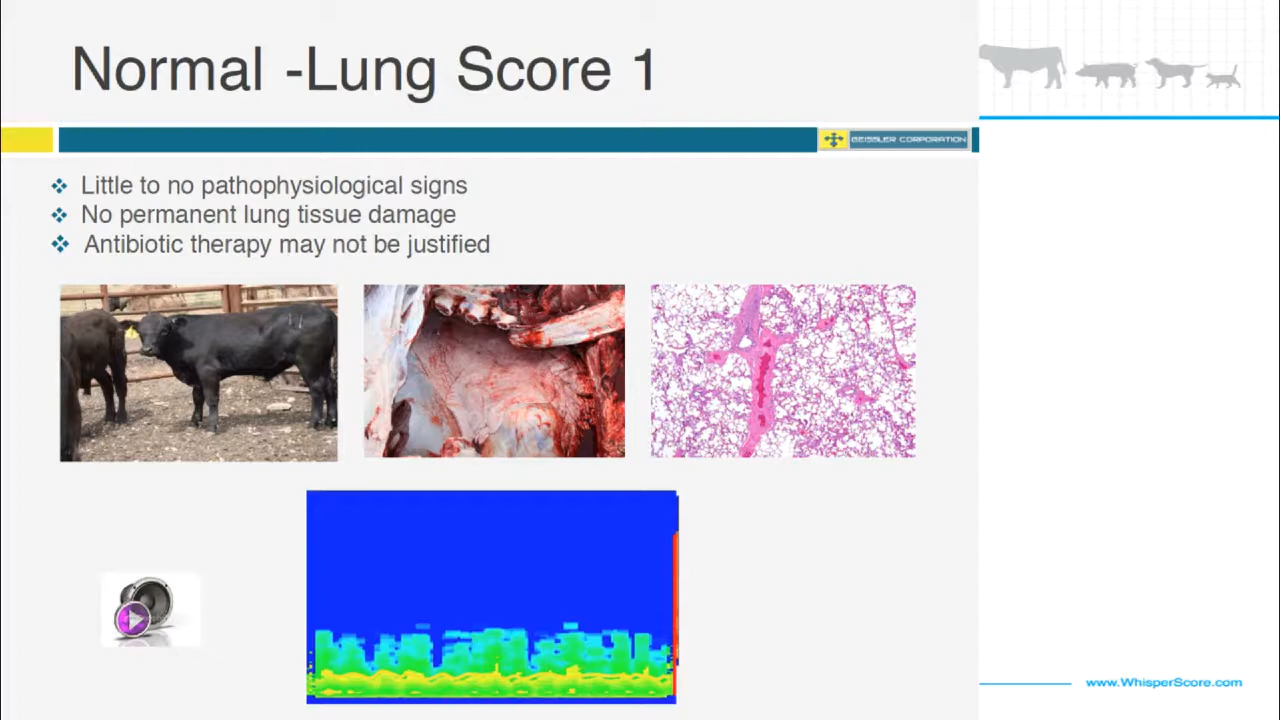 Normal -Lung Score 1
GEISSLER CORPORATION
Little to no pathophysiological signs
No permanent lung tissue damage
Antibiotic therapy may not be justified
www.WhisperScore.com